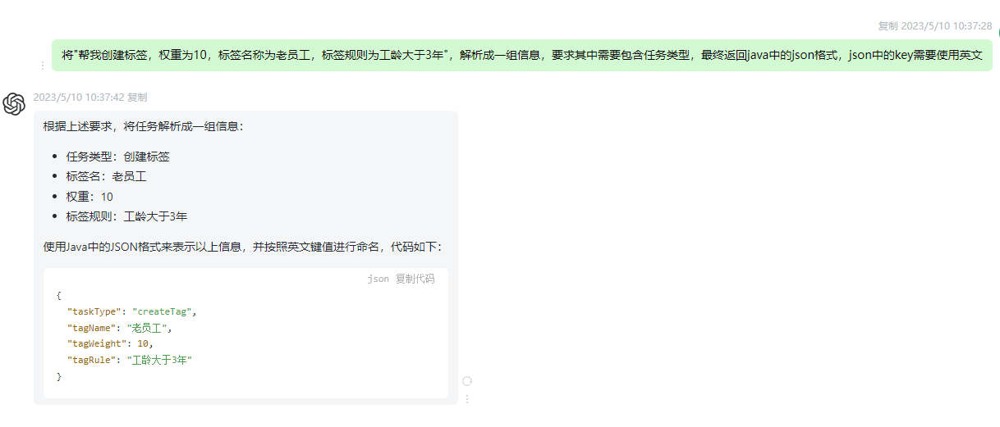 复制 2023/5/10 10:37:28
将"帮我创建标签，权重为10，标签名称为老员工，标签规则为工龄大于3年"，解析成一组信息，要求其中需要包含任务类型，最终返回java中的json格式，json中的key需要使用英文
2023/5/10 10:37:42 复制
根据上述要求，将任务解析成一组信息：
• 任务类型：创建标签
• 标签名：老员工
• 权重：10
• 标签规则：工龄大于3年
使用Java中的JSON格式来表示以上信息，并按照英文键值进行命名，代码如下：
json 复制代码
{
"taskType": "createTag",
"tagName": "老员工",
"tagWeight": 10,
"tagRule": "工龄大于3年"
}